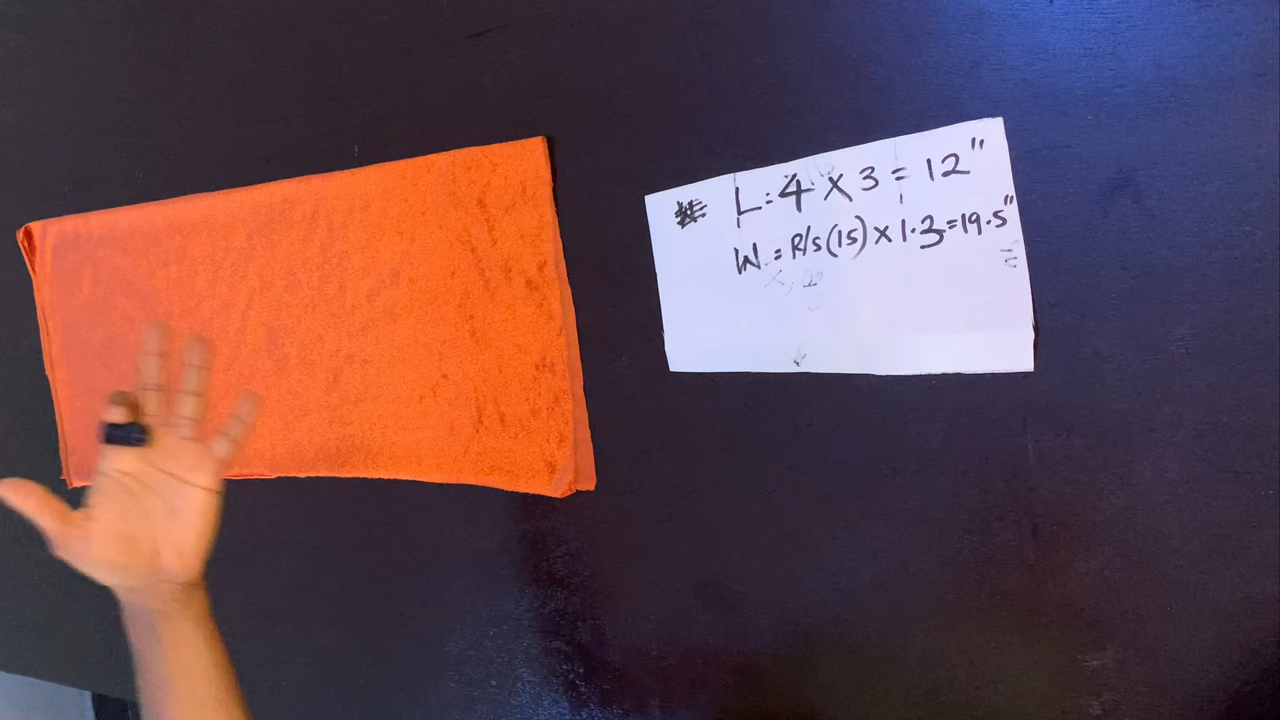 L: 4 X 3 = 12"
W = R/s (15) X 1.3 = 19.5"